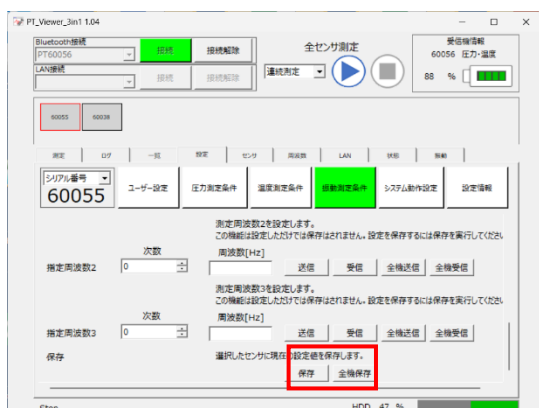 PT_Viewer_3in1 1.04
Bluetooth接続
PT60056
接続
接続解除
LAN接続
接続
接続解除
全センサ測定
連続測定
受信機情報
60056 圧力・温度
88 %
60055
60038
測定
ログ
一覧
設定
センサ
周波数
LAN
状態
振動
シリアル番号
60055
ユーザー設定
圧力測定条件
温度測定条件
振動測定条件
システム動作設定
設定情報
測定周波数2を設定します。
この機能は設定しただけでは保存はされません。設定を保存するには保存を実行してくださ
次数
周波数[Hz]
指定周波数2
0
送信
受信
全機送信
全機受信
測定周波数3を設定します。
この機能は設定しただけでは保存はされません。設定を保存するには保存を実行してくださ
次数
周波数[Hz]
指定周波数3
0
送信
受信
全機送信
全機受信
保存
選択したセンサに現在の設定値を保存します。
保存
全機保存
Stop
HDD 47 %